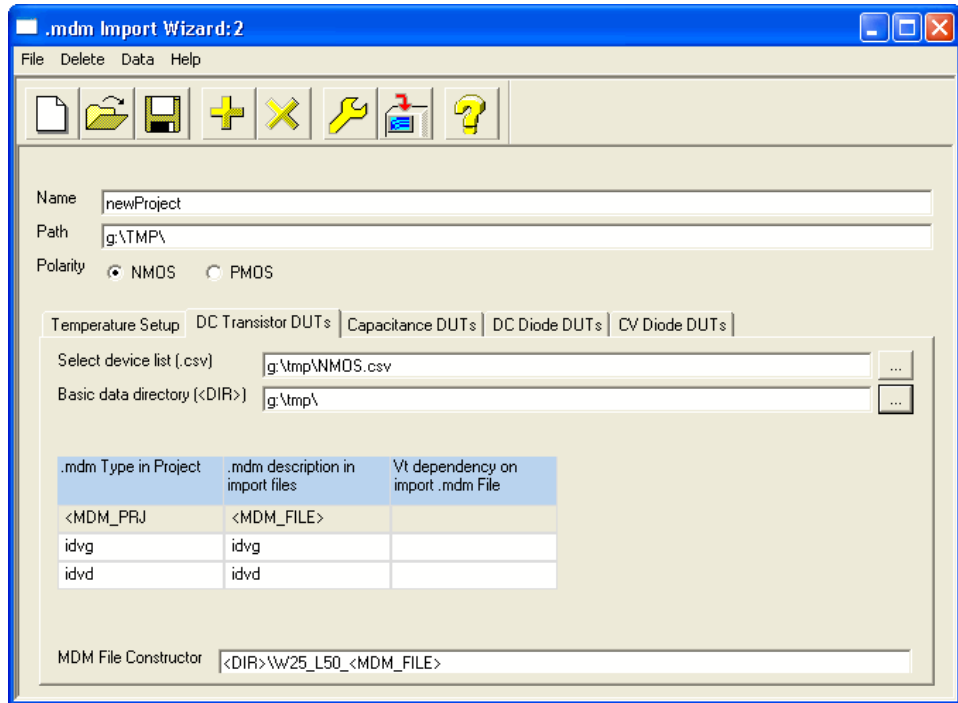 .mdm Import Wizard:2
File Delete Data Help
Name newProject
Path g:\TMP\
Polarity NMOS PMOS
Temperature Setup DC Transistor DUTs Capacitance DUTs DC Diode DUTs CV Diode DUTs
Select device list (.csv) g:\tmp\NMOS.csv ...
Basic data directory (<DIR>) g:\tmp\ ...
.mdm Type in Project .mdm description in Vt dependency on
import files import .mdm File
<MDM_PRJ <MDM_FILE>
idvg idvg
idvd idvd
MDM File Constructor <DIR>\W25_L50_<MDM_FILE>